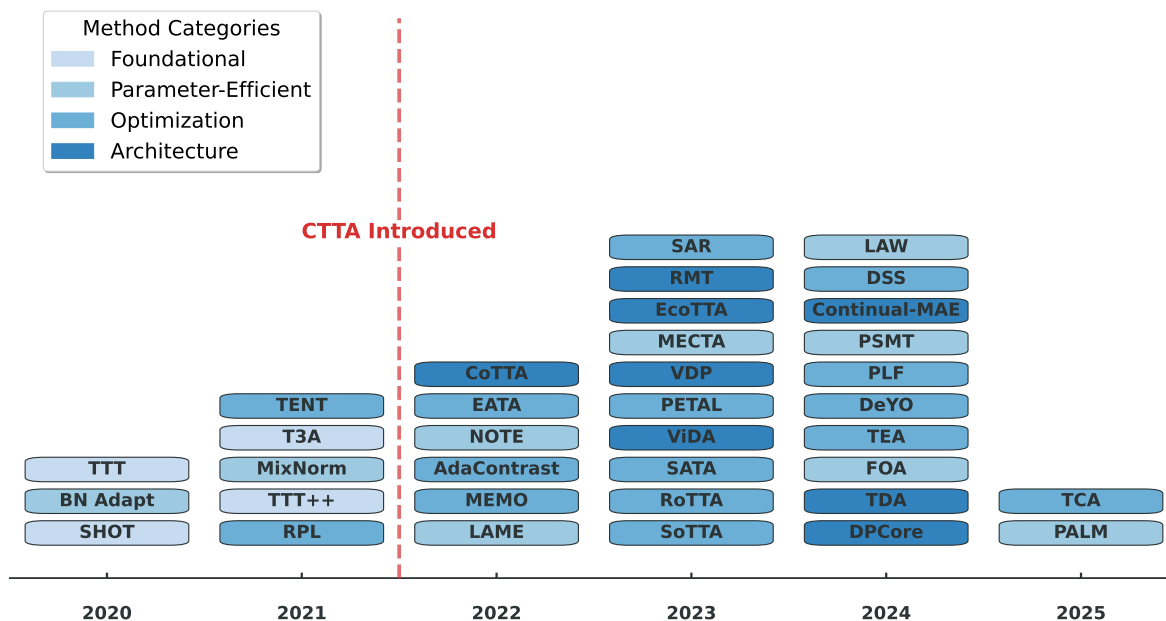 Method Categories
Foundational
Parameter-Efficient
Optimization
Architecture
CTTA Introduced
TTT
BN Adapt
SHOT
TENT
T3A
MixNorm
TTT++
RPL
CoTTA
EATA
NOTE
AdaContrast
MEMO
LAME
SAR
RMT
EcoTTA
MECTA
VDP
PETAL
ViDA
SATA
RoTTA
SoTTA
LAW
DSS
Continual-MAE
PSMT
PLF
DeYO
TEA
FOA
TDA
DPCore
TCA
PALM
2020
2021
2022
2023
2024
2025